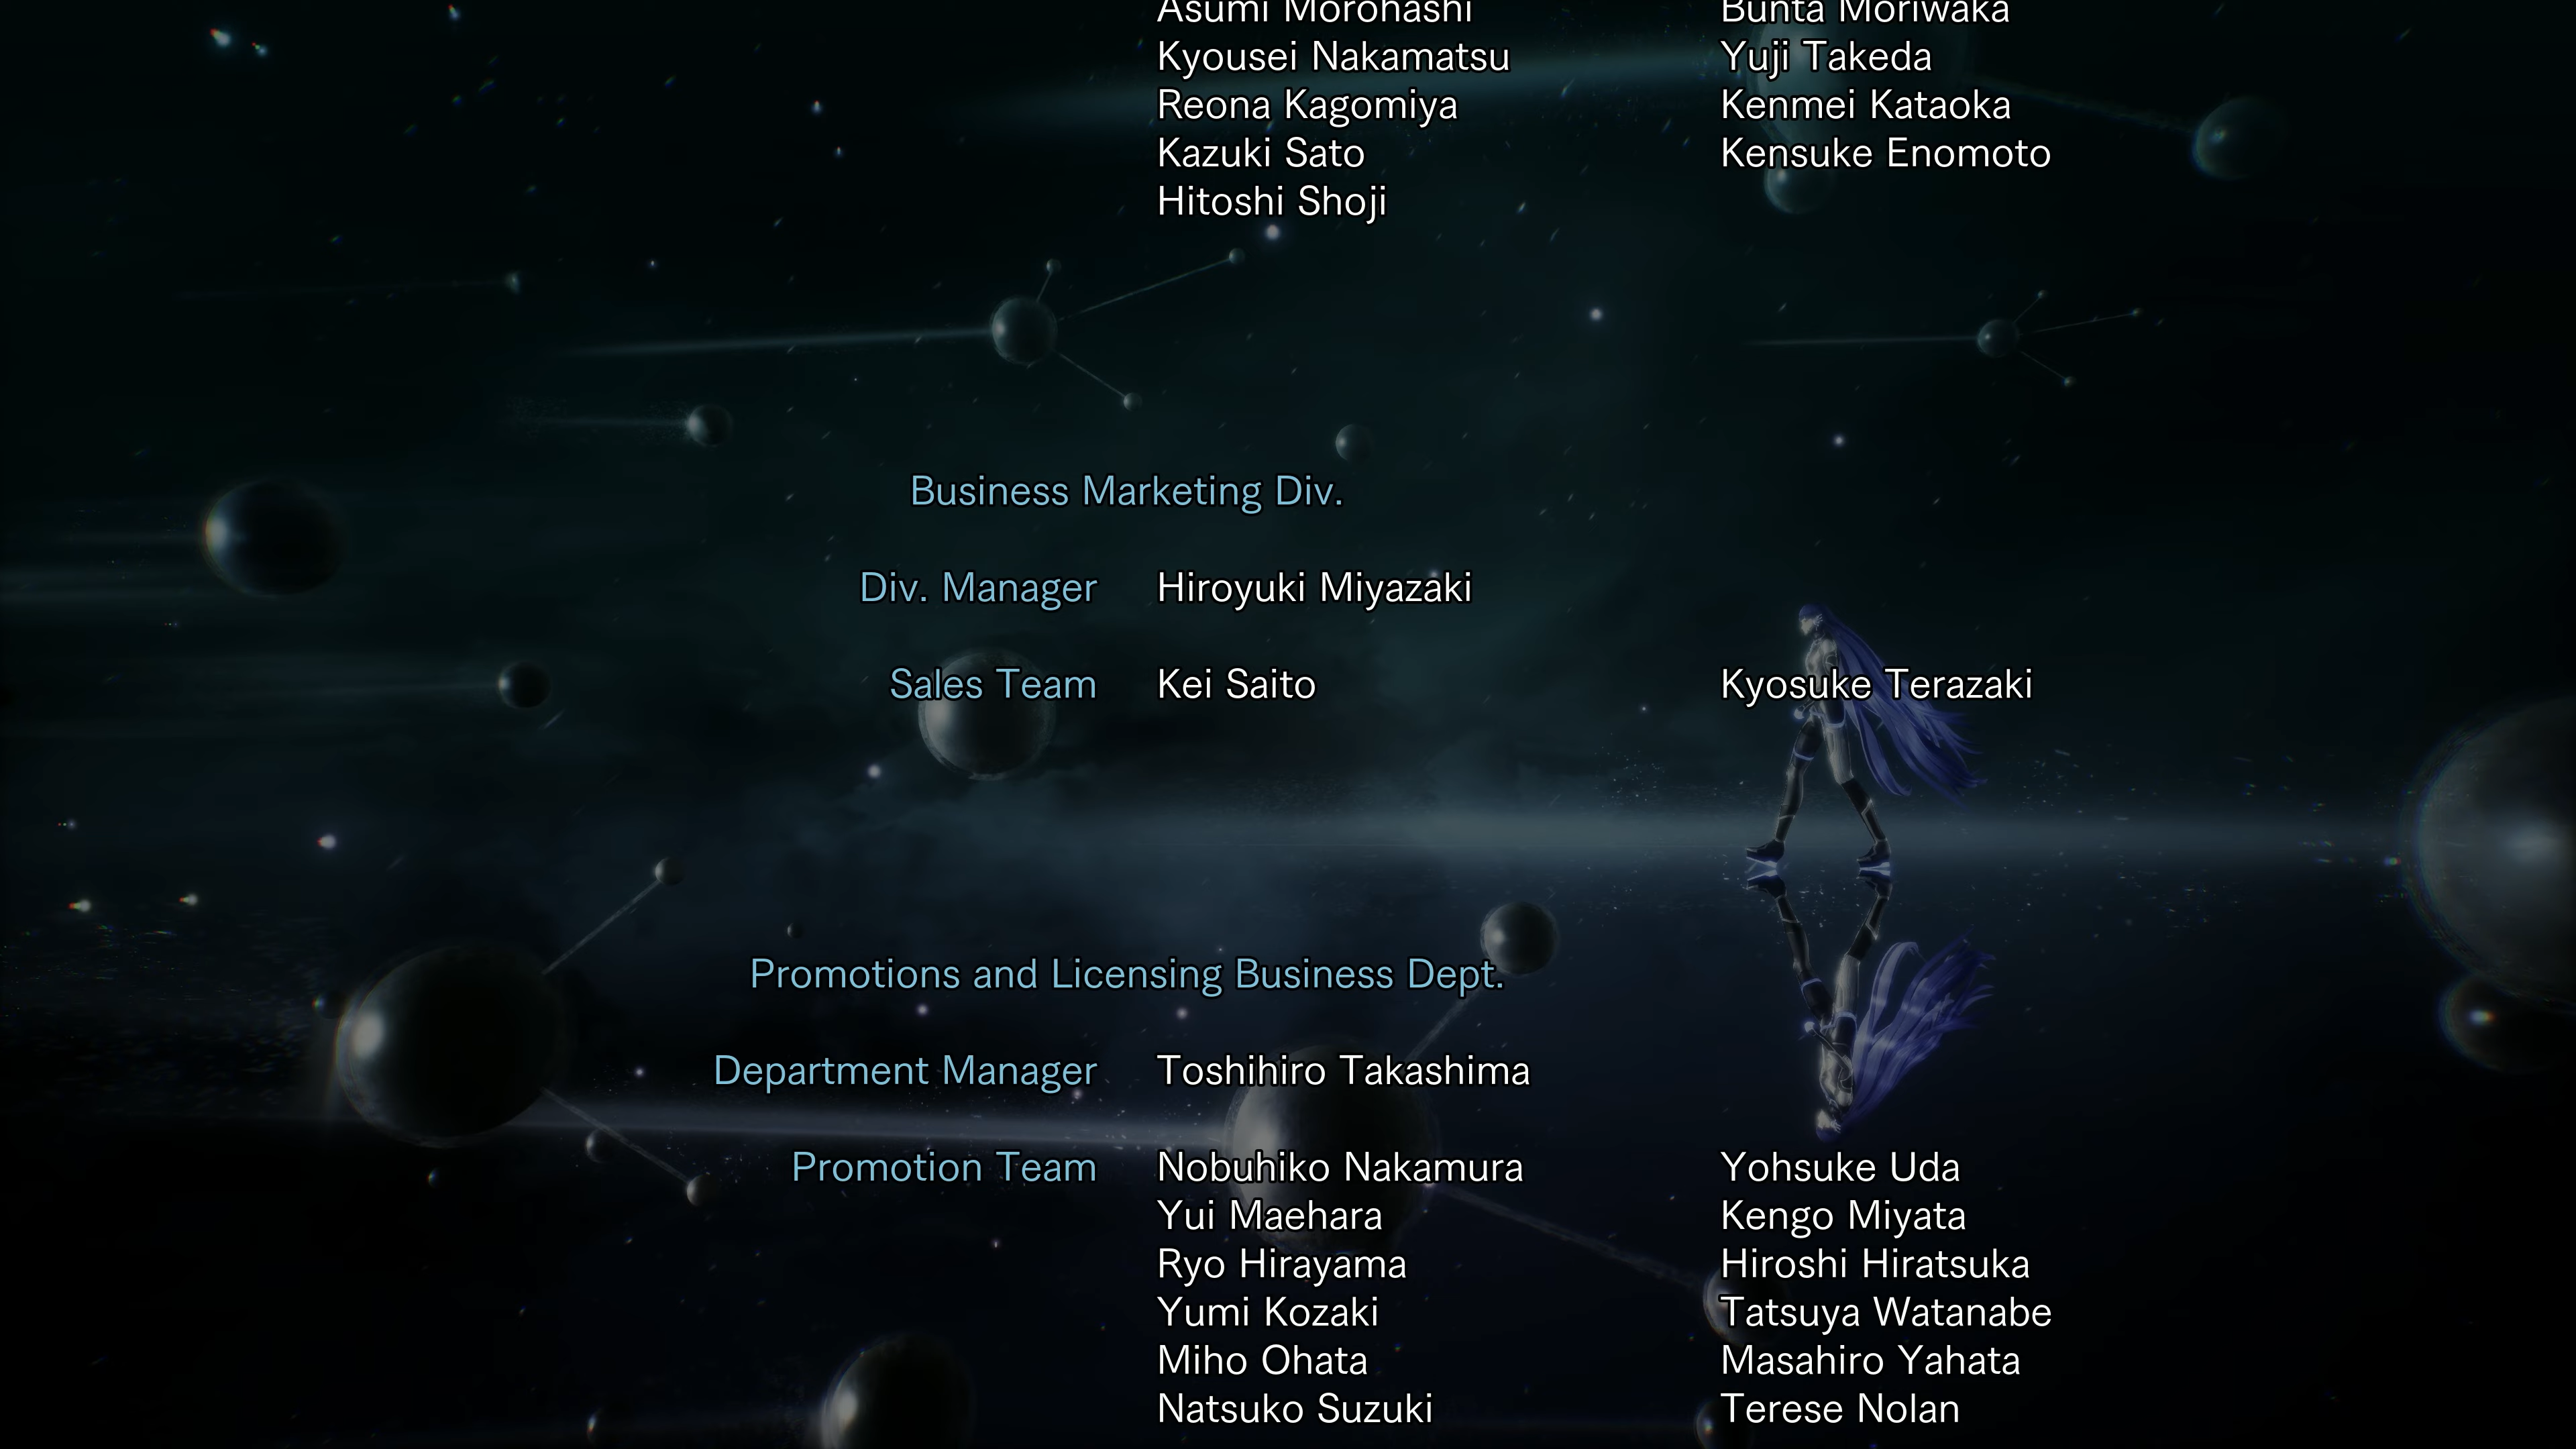 Asumi Morohashi Bunta Moriwaka
Kyousei Nakamatsu Yuji Takeda
Reona Kagomiya Kenmei Kataoka
Kazuki Sato Kensuke Enomoto
Hitoshi Shoji
Business Marketing Div.
Div. Manager Hiroyuki Miyazaki
Sales Team Kei Saito Kyosuke Terazaki
Promotions and Licensing Business Dept.
Department Manager Toshihiro Takashima
Promotion Team Nobuhiko Nakamura Yohsuke Uda
Yui Maehara Kengo Miyata
Ryo Hirayama Hiroshi Hiratsuka
Yumi Kozaki Tatsuya Watanabe
Miho Ohata Masahiro Yahata
Natsuko Suzuki Terese Nolan